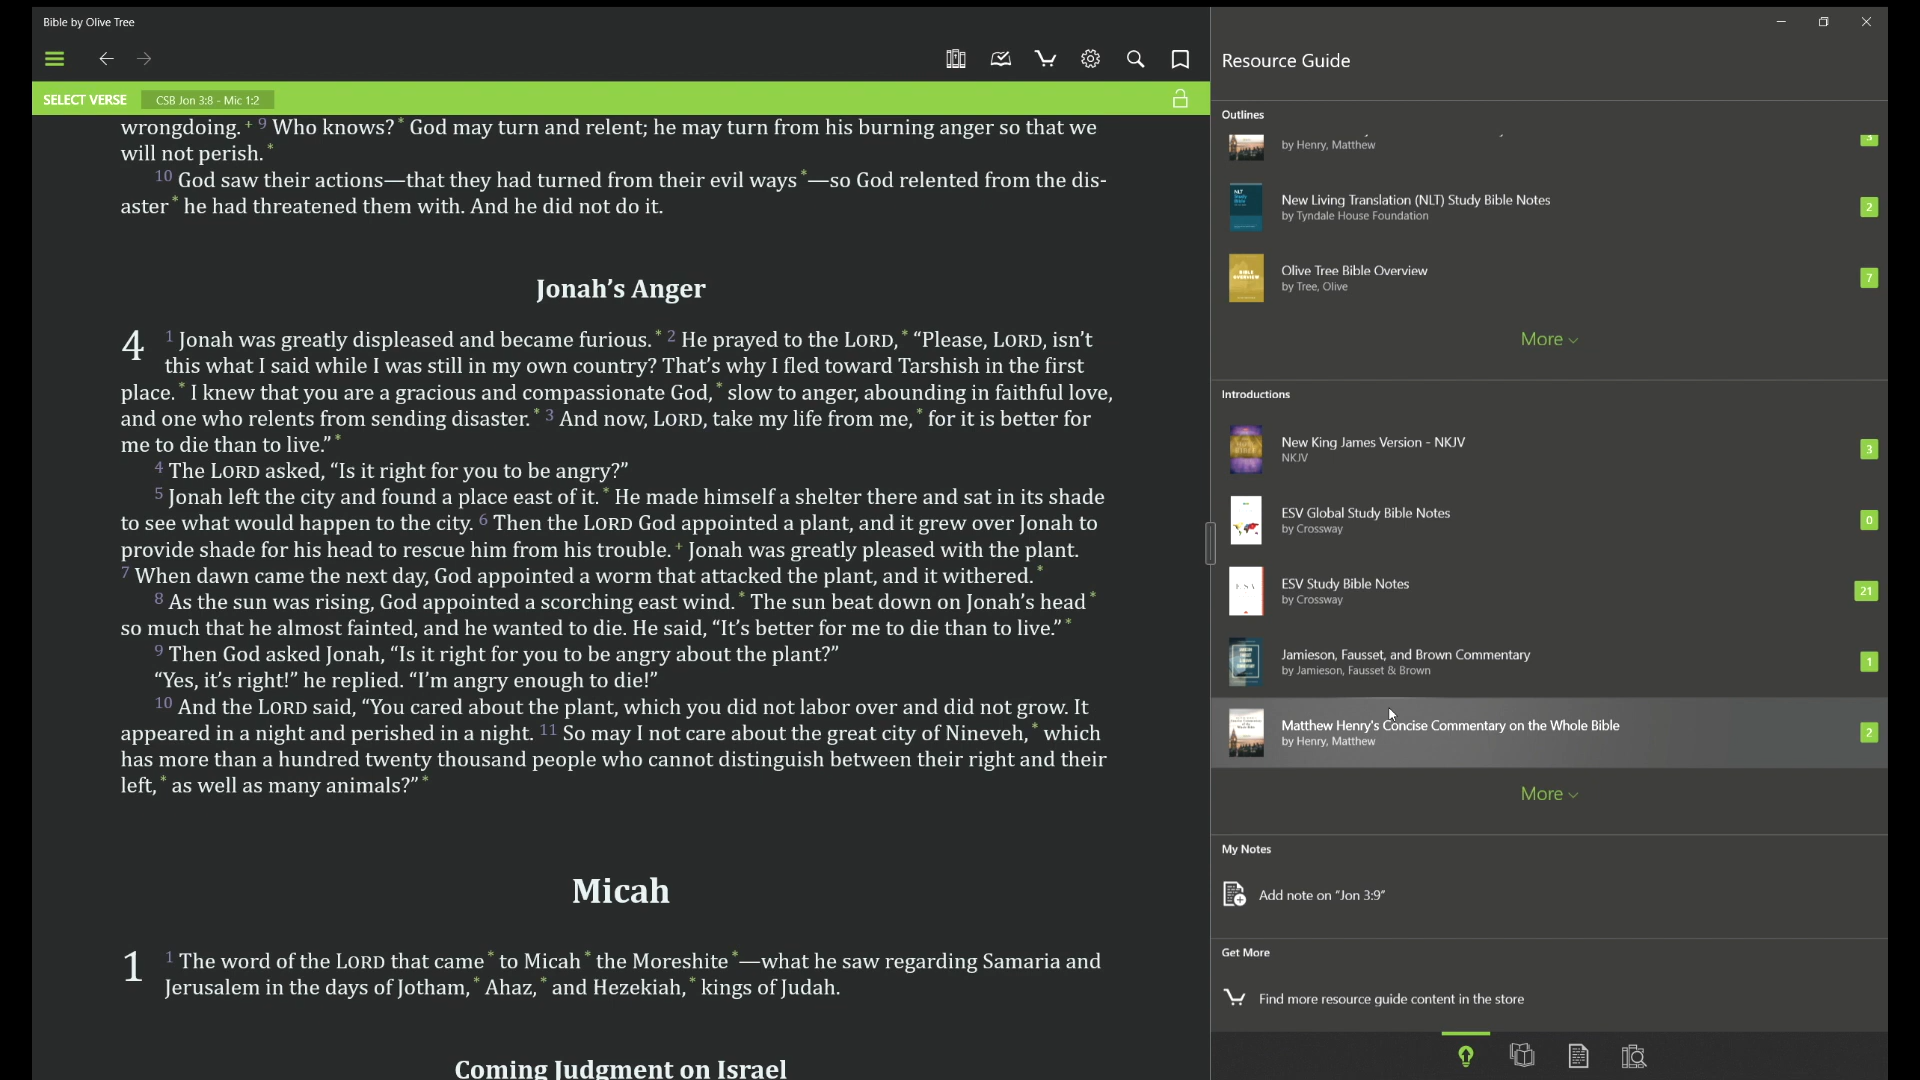 Bible by Olive Tree
SELECT VERSE CSB Jon 3:8 - Mic 1:2
wrongdoing. + 9 Who knows?* God may turn and relent; he may turn from his burning anger so that we
will not perish.*
10 God saw their actions—that they had turned from their evil ways*—so God relented from the dis-
aster* he had threatened them with. And he did not do it.
Jonah’s Anger
4 1 Jonah was greatly displeased and became furious.* 2 He prayed to the LORD,* “Please, LORD, isn’t
this what I said while I was still in my own country? That’s why I fled toward Tarshish in the first
place.* I knew that you are a gracious and compassionate God,* slow to anger, abounding in faithful love,
and one who relents from sending disaster.* 3 And now, LORD, take my life from me,* for it is better for
me to die than to live.”*
4 The LORD asked, “Is it right for you to be angry?”
5 Jonah left the city and found a place east of it.* He made himself a shelter there and sat in its shade
to see what would happen to the city. 6 Then the LORD God appointed a plant, and it grew over Jonah to
provide shade for his head to rescue him from his trouble.+ Jonah was greatly pleased with the plant.
7 When dawn came the next day, God appointed a worm that attacked the plant, and it withered.*
8 As the sun was rising, God appointed a scorching east wind.* The sun beat down on Jonah’s head*
so much that he almost fainted, and he wanted to die. He said, “It’s better for me to die than to live.”*
9 Then God asked Jonah, “Is it right for you to be angry about the plant?”
“Yes, it’s right!” he replied. “I’m angry enough to die!”
10 And the LORD said, “You cared about the plant, which you did not labor over and did not grow. It
appeared in a night and perished in a night. 11 So may I not care about the great city of Nineveh,* which
has more than a hundred twenty thousand people who cannot distinguish between their right and their
left,* as well as many animals?”*
Micah
1 1 The word of the LORD that came* to Micah* the Moreshite*—what he saw regarding Samaria and
Jerusalem in the days of Jotham,* Ahaz,* and Hezekiah,* kings of Judah.
Coming Judgment on Israel
Resource Guide
Outlines
by Henry, Matthew
3
New Living Translation (NLT) Study Bible Notes
by Tyndale House Foundation
2
Olive Tree Bible Overview
by Tree, Olive
7
More
Introductions
New King James Version - NKJV
NKJV
3
ESV Global Study Bible Notes
by Crossway
0
ESV Study Bible Notes
by Crossway
21
Jamieson, Fausset, and Brown Commentary
by Jamieson, Fausset & Brown
1
Matthew Henry's Concise Commentary on the Whole Bible
by Henry, Matthew
2
More
My Notes
Add note on "Jon 3:9"
Get More
Find more resource guide content in the store